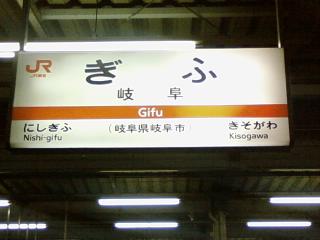 JR
JR東海
ぎふ
岐阜
Gifu
にしぎふ
Nishi-gifu
(岐阜県岐阜市)
きそがわ
Kisogawa